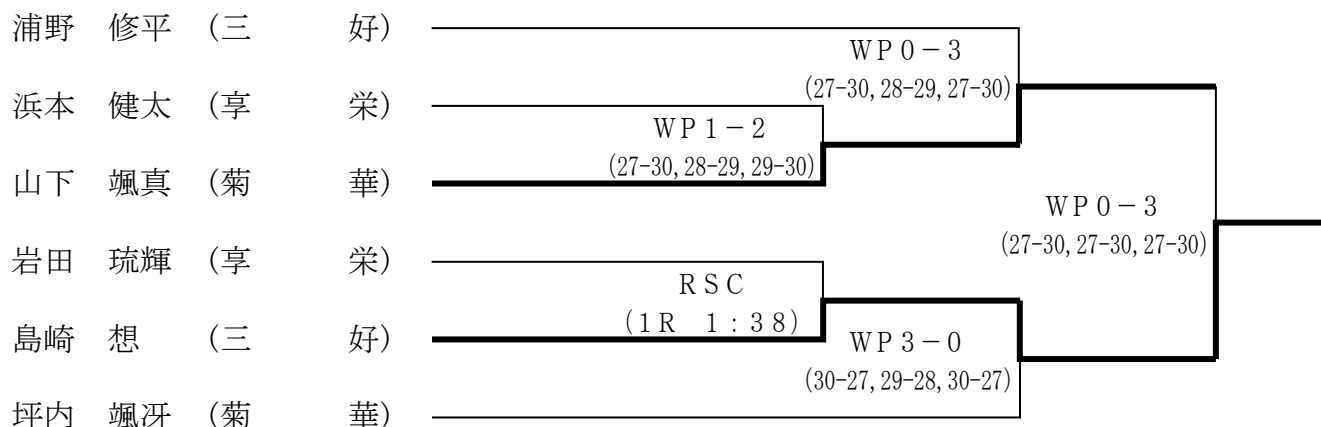 浦野 修平 (三 好)
WP0-3
(27-30,28-29,27-30)
浜本 健太 (享 栄)
WP1-2
(27-30,28-29,29-30)
山下 颯真 (菊 華)
WP0-3
(27-30,27-30,27-30)
岩田 琉輝 (享 栄)
RSC
(1R 1:38)
島崎 想 (三 好)
WP3-0
(30-27,29-28,30-27)
坪内 颯冴 (菊 華)